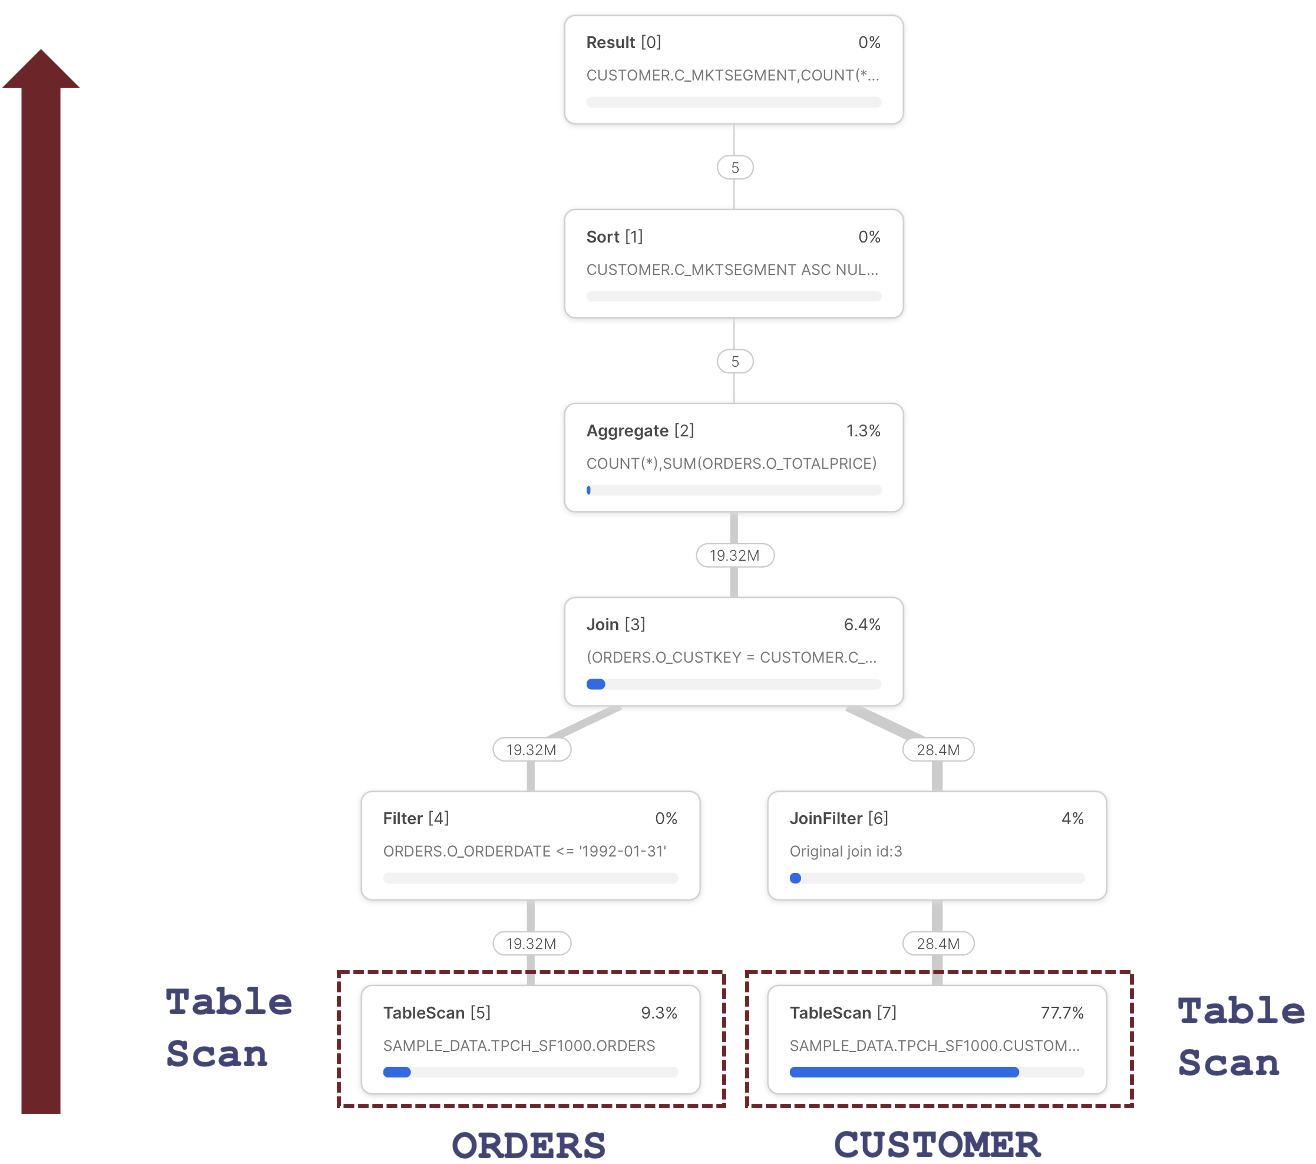 Result [0] 0%
CUSTOMER.C_MKTSEGMENT,COUNT(*...
5
Sort [1] 0%
CUSTOMER.C_MKTSEGMENT ASC NUL...
5
Aggregate [2] 1.3%
COUNT(*),SUM(ORDERS.O_TOTALPRICE)
19.32M
Join [3] 6.4%
(ORDERS.O_CUSTKEY = CUSTOMER.C_...
19.32M 28.4M
Filter [4] 0%
ORDERS.O_ORDERDATE <= '1992-01-31'
JoinFilter [6] 4%
Original join id:3
19.32M 28.4M
Table
Scan
TableScan [5] 9.3%
SAMPLE_DATA.TPCH_SF1000.ORDERS
TableScan [7] 77.7%
SAMPLE_DATA.TPCH_SF1000.CUSTOM...
Table
Scan
ORDERS CUSTOMER